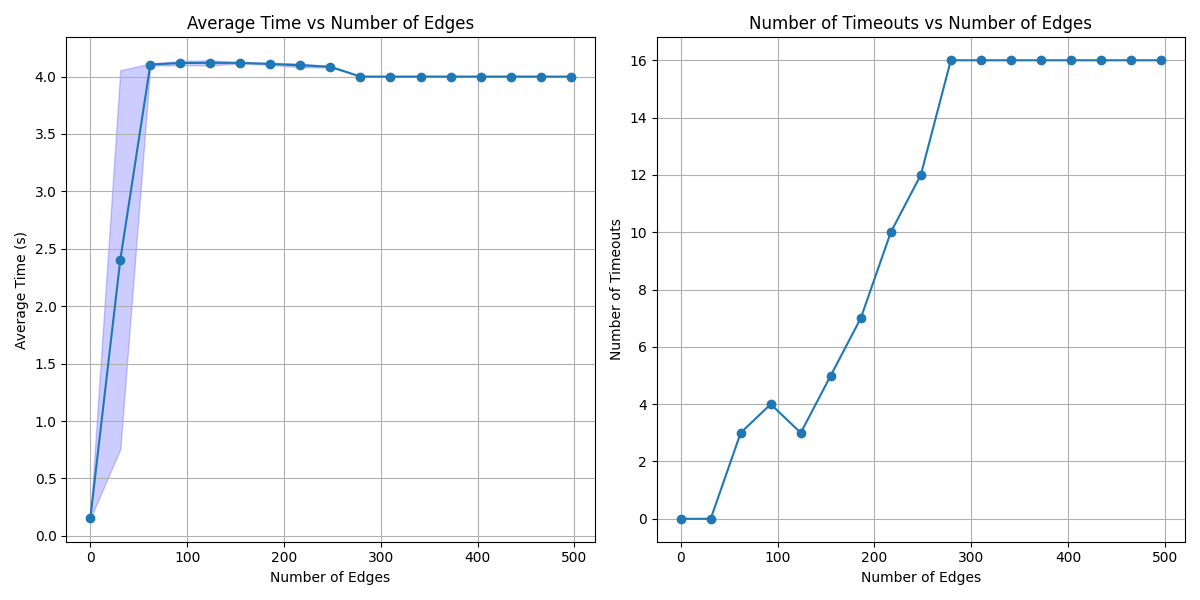 Average Time vs Number of Edges
4.0
3.5
3.0
2.5
2.0
1.5
1.0
0.5
0.0
Average Time (s)
0 100 200 300 400 500
Number of Edges
Number of Timeouts vs Number of Edges
16
14
12
10
8
6
4
2
0
Number of Timeouts
0 100 200 300 400 500
Number of Edges